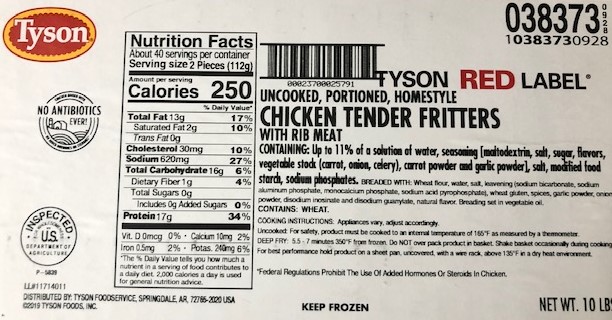 Tyson
NO ANTIBIOTICS
EVER!
INSPECTED
U.S.
DEPARTMENT OF
AGRICULTURE
P-5839
LL#11714011
DISTRIBUTED BY: TYSON FOODSERVICE, SPRINGDALE, AR, 72765-2020 USA
©2019 TYSON FOODS, INC.
Nutrition Facts
About 40 servings per container
Serving size 2 Pieces (112g)
Amount per serving
Calories 250
% Daily Value*
Total Fat 13g 17%
Saturated Fat 2g 10%
Trans Fat 0g
Cholesterol 30mg 10%
Sodium 620mg 27%
Total Carbohydrate 16g 6%
Dietary Fiber 1g 4%
Total Sugars 0g
Includes 0g Added Sugars 0%
Protein 17g 34%
Vit. D 0mcg 0% • Calcium 10mg 2%
Iron 0.5mg 2% • Potas. 240mg 6%
*The % Daily Value tells you how much a
nutrient in a serving of food contributes to
a daily diet. 2,000 calories a day is used
for general nutrition advice.
038373
0928
10383730928
00023700025791
TYSON RED LABEL®
UNCOOKED, PORTIONED, HOMESTYLE
CHICKEN TENDER FRITTERS
WITH RIB MEAT
CONTAINING: Up to 11% of a solution of water, seasoning [maltodextrin, salt, sugar, flavors,
vegetable stock (carrot, onion, celery), carrot powder and garlic powder], salt, modified food
starch, sodium phosphates. BREADED WITH: Wheat flour, water, salt, leavening (sodium bicarbonate, sodium
aluminum phosphate, monocalcium phosphate, sodium acid pyrophosphate), wheat gluten, spices, garlic powder, onion
powder, disodium inosinate and disodium guanylate, natural flavor. Breading set in vegetable oil.
CONTAINS: WHEAT.
COOKING INSTRUCTIONS: Appliances vary, adjust accordingly.
Uncooked: For safety, product must be cooked to an internal temperature of 165°F as measured by a thermometer.
DEEP FRY: 5.5 - 7 minutes 350°F from frozen. Do NOT over pack product in basket. Shake basket occasionally during cooking
For best performance hold product on a sheet pan, uncovered, with a wire rack, above 135°F in a dry heat environment.
*Federal Regulations Prohibit The Use Of Added Hormones Or Steroids In Chicken.
KEEP FROZEN
NET WT. 10 LBS